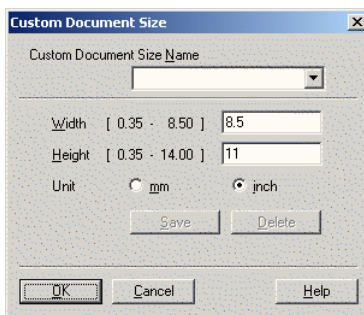 Custom Document Size
Custom Document Size Name
Width [ 0.35 - 8.50 ] 8.5
Height [ 0.35 - 14.00 ] 11
Unit mm inch
Save Delete
OK Cancel Help